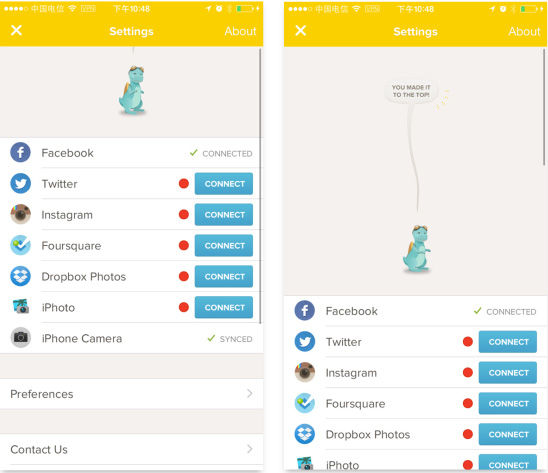 中国电信 VPN 下午10:48
Settings
About
Facebook
CONNECTED
Twitter
CONNECT
Instagram
CONNECT
Foursquare
CONNECT
Dropbox Photos
CONNECT
iPhoto
CONNECT
iPhone Camera
SYNCED
Preferences
Contact Us
中国电信 VPN 下午10:48
Settings
About
YOU MADE IT
TO THE TOP!
Facebook
CONNECTED
Twitter
CONNECT
Instagram
CONNECT
Foursquare
CONNECT
Dropbox Photos
CONNECT
iPhoto
CONNECT